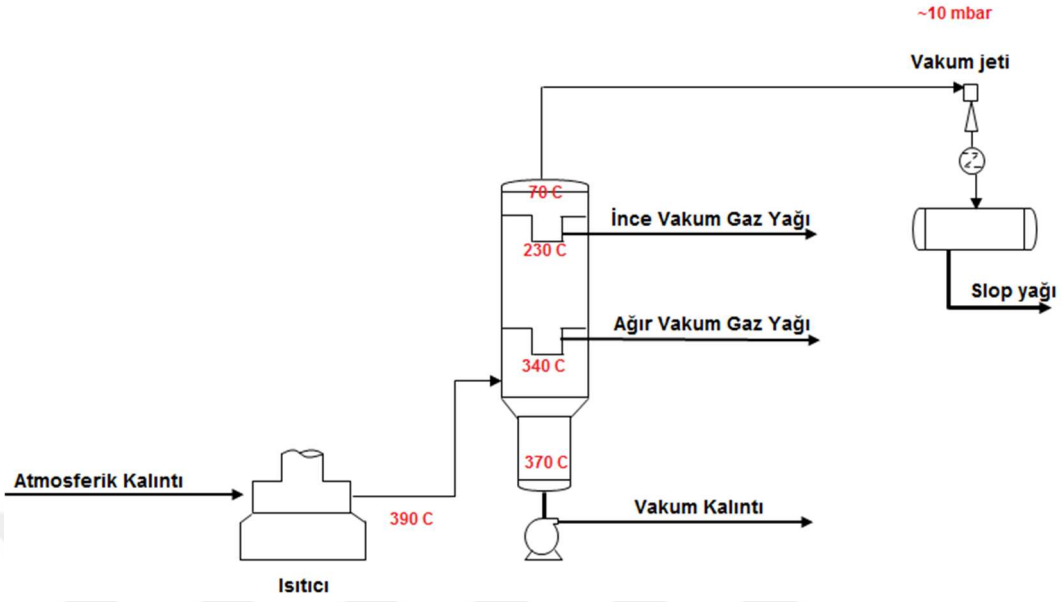 ~10 mbar
Vakum jeti
70 C
İnce Vakum Gaz Yağı
230 C
Slop yağı
Ağır Vakum Gaz Yağı
340 C
370 C
Atmosferik Kalıntı
Vakum Kalıntı
390 C
Isıtıcı